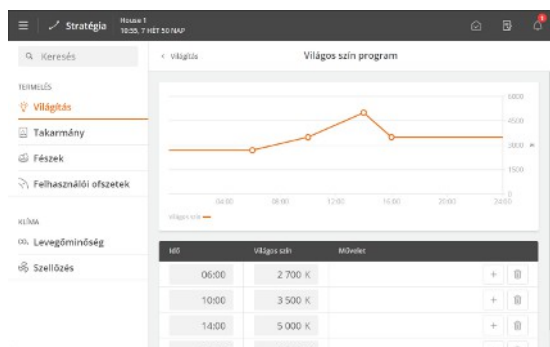 Stratégia
House 1
10:55, 7 HÉT 50 NAP
Keresés
Világítás
Világos szín program
TERMELÉS
Világítás
Takarmány
Fészek
Felhasználói ofszetek
KLÍMA
Levegőminőség
Szellőzés
6000
4500
3000 K
1500
0
04:00 08:00 12:00 16:00 20:00 24:00
Világos szín
Idő Világos szín Művelet
06:00 2 700 K
10:00 3 500 K
14:00 5 000 K